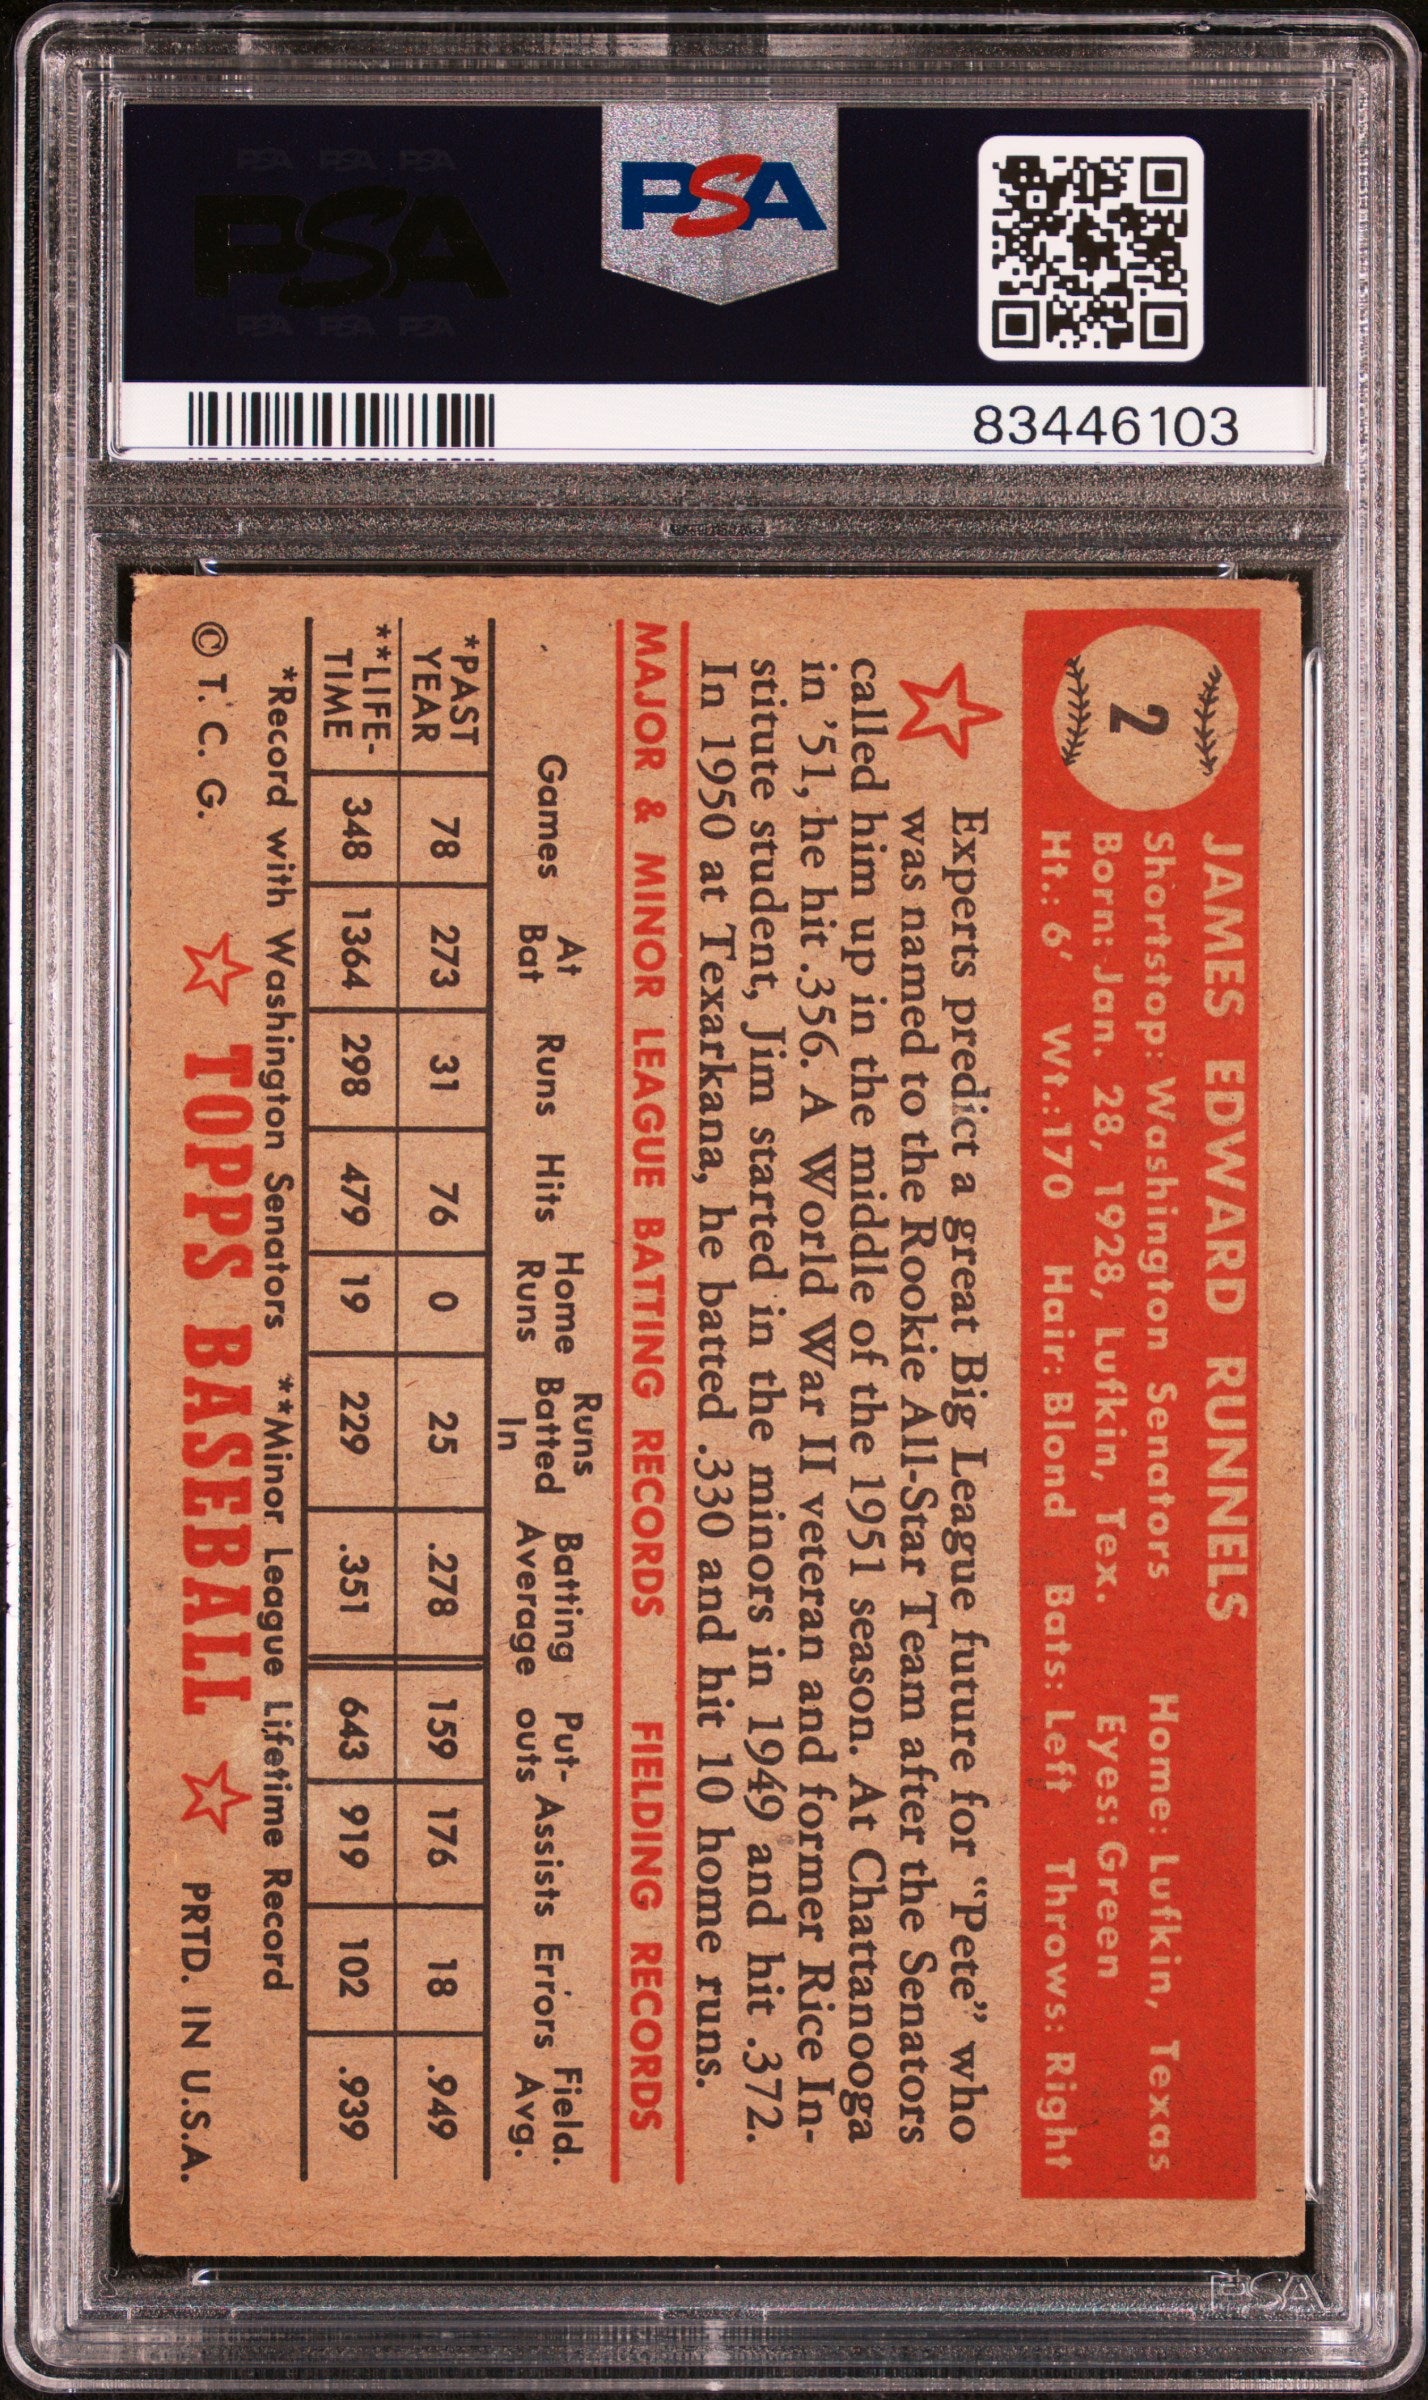 PSA PSA PSA
PSA
PSA PSA PSA
PSA
83446103
2
JAMES EDWARD RUNNELS
Shortstop: Washington Senators Home: Lufkin, Texas
Born: Jan. 28, 1928, Lufkin, Tex. Eyes: Green
Ht.: 6' Wt.: 170 Hair: Blond Bats: Left Throws: Right
Experts predict a great Big League future for "Pete" who
was named to the Rookie All-Star Team after the Senators
called him up in the middle of the 1951 season. At Chattanooga
in '51, he hit .356. A World War II veteran and former Rice In-
stitute student, Jim started in the minors in 1949 and hit .372.
In 1950 at Texarkana, he batted .330 and hit 10 home runs.
MAJOR & MINOR LEAGUE BATTING RECORDS FIELDING RECORDS
Games At Bat Runs Hits Home Runs Runs Batted In Batting Average Put-outs Assists Errors Field. Avg.
*PAST YEAR 78 273 31 76 0 25 .278 159 176 18 .949
**LIFE-TIME 348 1364 298 479 19 229 .351 643 919 102 .939
*Record with Washington Senators **Minor League Lifetime Record
© T. C. G. TOPPS BASEBALL PRTD. IN U.S.A.
PSA